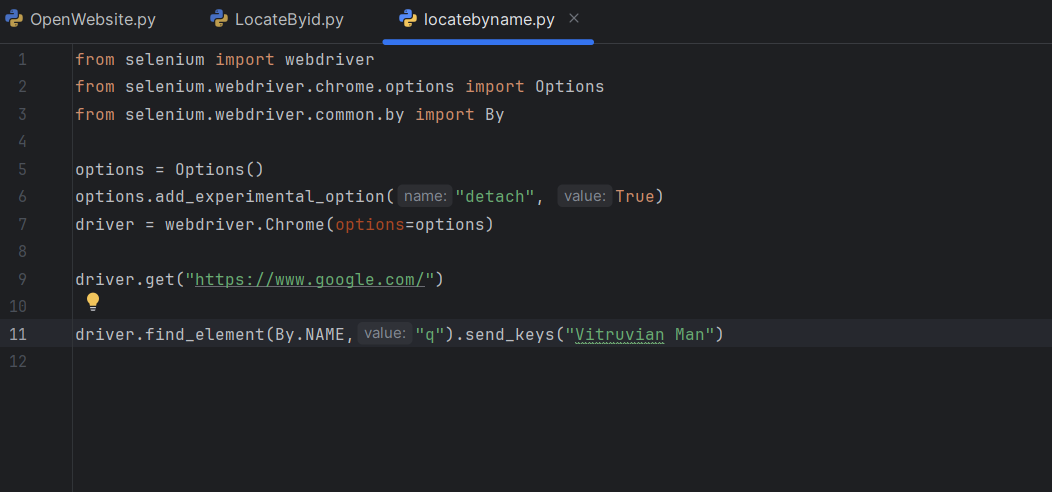 OpenWebsite.py LocateByid.py locatebyname.py
1 from selenium import webdriver
2 from selenium.webdriver.chrome.options import Options
3 from selenium.webdriver.common.by import By
4
5 options = Options()
6 options.add_experimental_option( name: "detach", value: True)
7 driver = webdriver.Chrome(options=options)
8
9 driver.get("https://www.google.com/")
10
11 driver.find_element(By.NAME, value: "q").send_keys("Vitruvian Man")
12